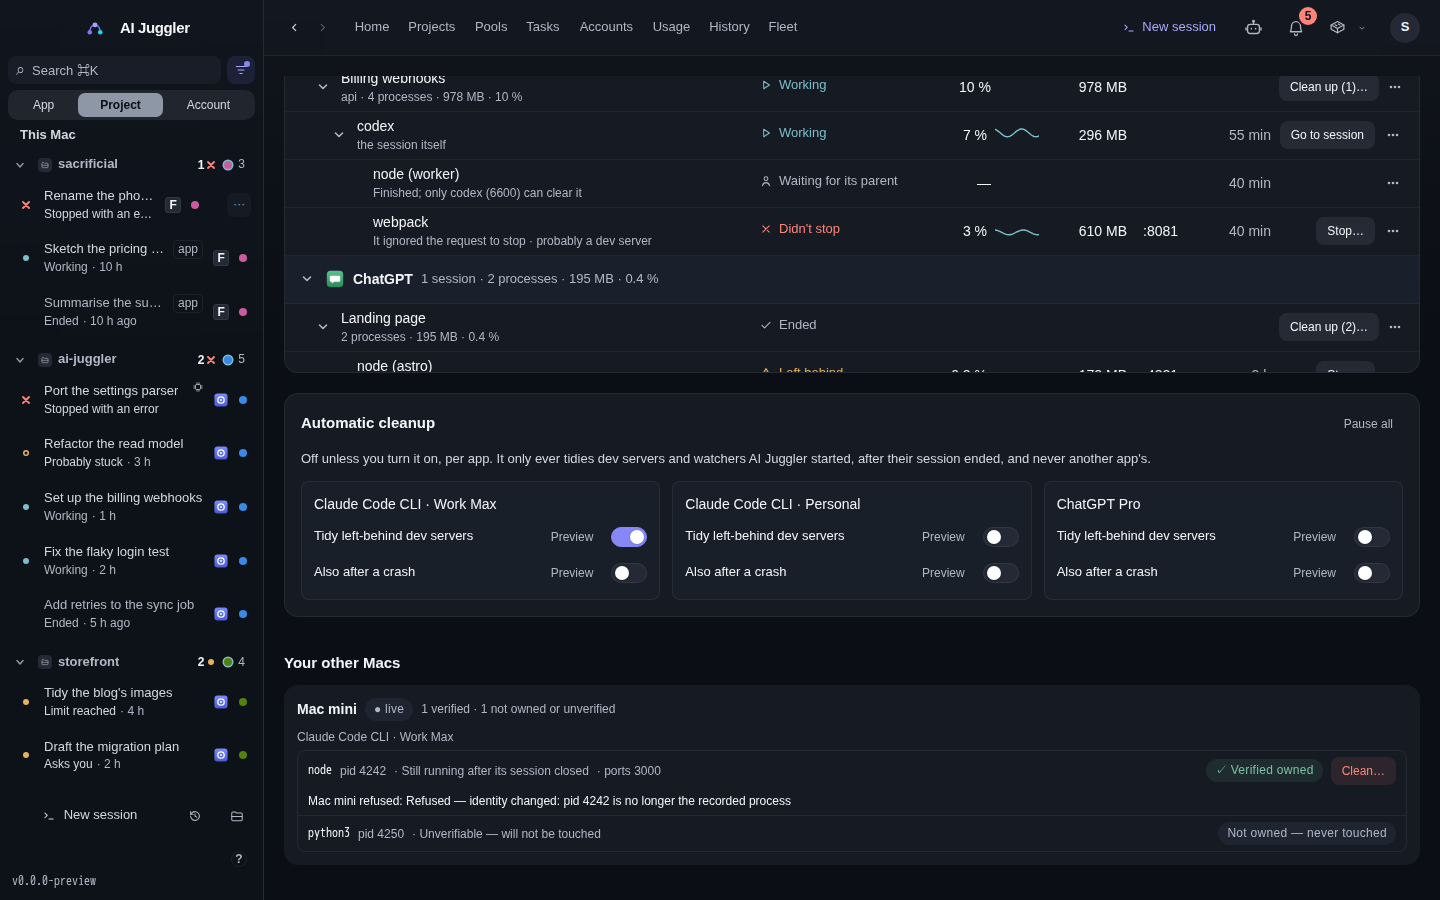 AI Juggler
Search ⌘K
App Project Account
This Mac
sacrificial 1 3
Rename the pho… F
Stopped with an e…
Sketch the pricing … app F
Working · 10 h
Summarise the su… app F
Ended · 10 h ago
ai-juggler 2 5
Port the settings parser
Stopped with an error
Refactor the read model
Probably stuck · 3 h
Set up the billing webhooks
Working · 1 h
Fix the flaky login test
Working · 2 h
Add retries to the sync job
Ended · 5 h ago
storefront 2 4
Tidy the blog's images
Limit reached · 4 h
Draft the migration plan
Asks you · 2 h
New session
?
v0.0.0-preview
Home Projects Pools Tasks Accounts Usage History Fleet
New session 5 S
Billing webhooks
api · 4 processes · 978 MB · 10 %
Working 10 % 978 MB Clean up (1)…
codex
the session itself
Working 7 % 296 MB 55 min Go to session
node (worker)
Finished; only codex (6600) can clear it
Waiting for its parent — 40 min
webpack
It ignored the request to stop · probably a dev server
Didn't stop 3 % 610 MB :8081 40 min Stop…
ChatGPT 1 session · 2 processes · 195 MB · 0.4 %
Landing page
2 processes · 195 MB · 0.4 %
Ended Clean up (2)…
node (astro)
Left behind
Automatic cleanup Pause all
Off unless you turn it on, per app. It only ever tidies dev servers and watchers AI Juggler started, after their session ended, and never another app's.
Claude Code CLI · Work Max
Tidy left-behind dev servers Preview
Also after a crash Preview
Claude Code CLI · Personal
Tidy left-behind dev servers Preview
Also after a crash Preview
ChatGPT Pro
Tidy left-behind dev servers Preview
Also after a crash Preview
Your other Macs
Mac mini ● live 1 verified · 1 not owned or unverified
Claude Code CLI · Work Max
node pid 4242 · Still running after its session closed · ports 3000 ✓ Verified owned Clean…
Mac mini refused: Refused — identity changed: pid 4242 is no longer the recorded process
python3 pid 4250 · Unverifiable — will not be touched Not owned — never touched